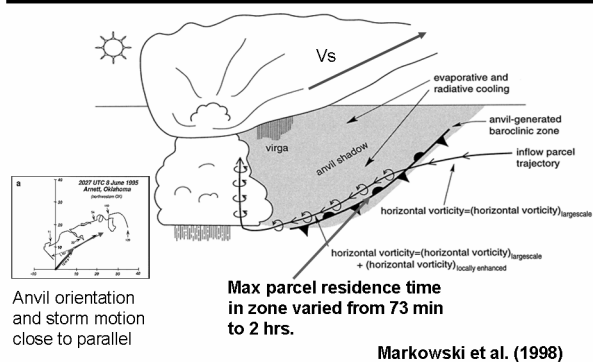 Vs
evaporative and
radiative cooling
virga
anvil shadow
anvil-generated
baroclinic zone
inflow parcel
trajectory
horizontal vorticity=(horizontal vorticity)largescale
horizontal vorticity=(horizontal vorticity)largescale
+ (horizontal vorticity)locally enhanced
a
2027 UTC 8 June 1995
Arnett, Oklahoma
(northwestern OK)
Anvil orientation
and storm motion
close to parallel
Max parcel residence time
in zone varied from 73 min
to 2 hrs.
Markowski et al. (1998)